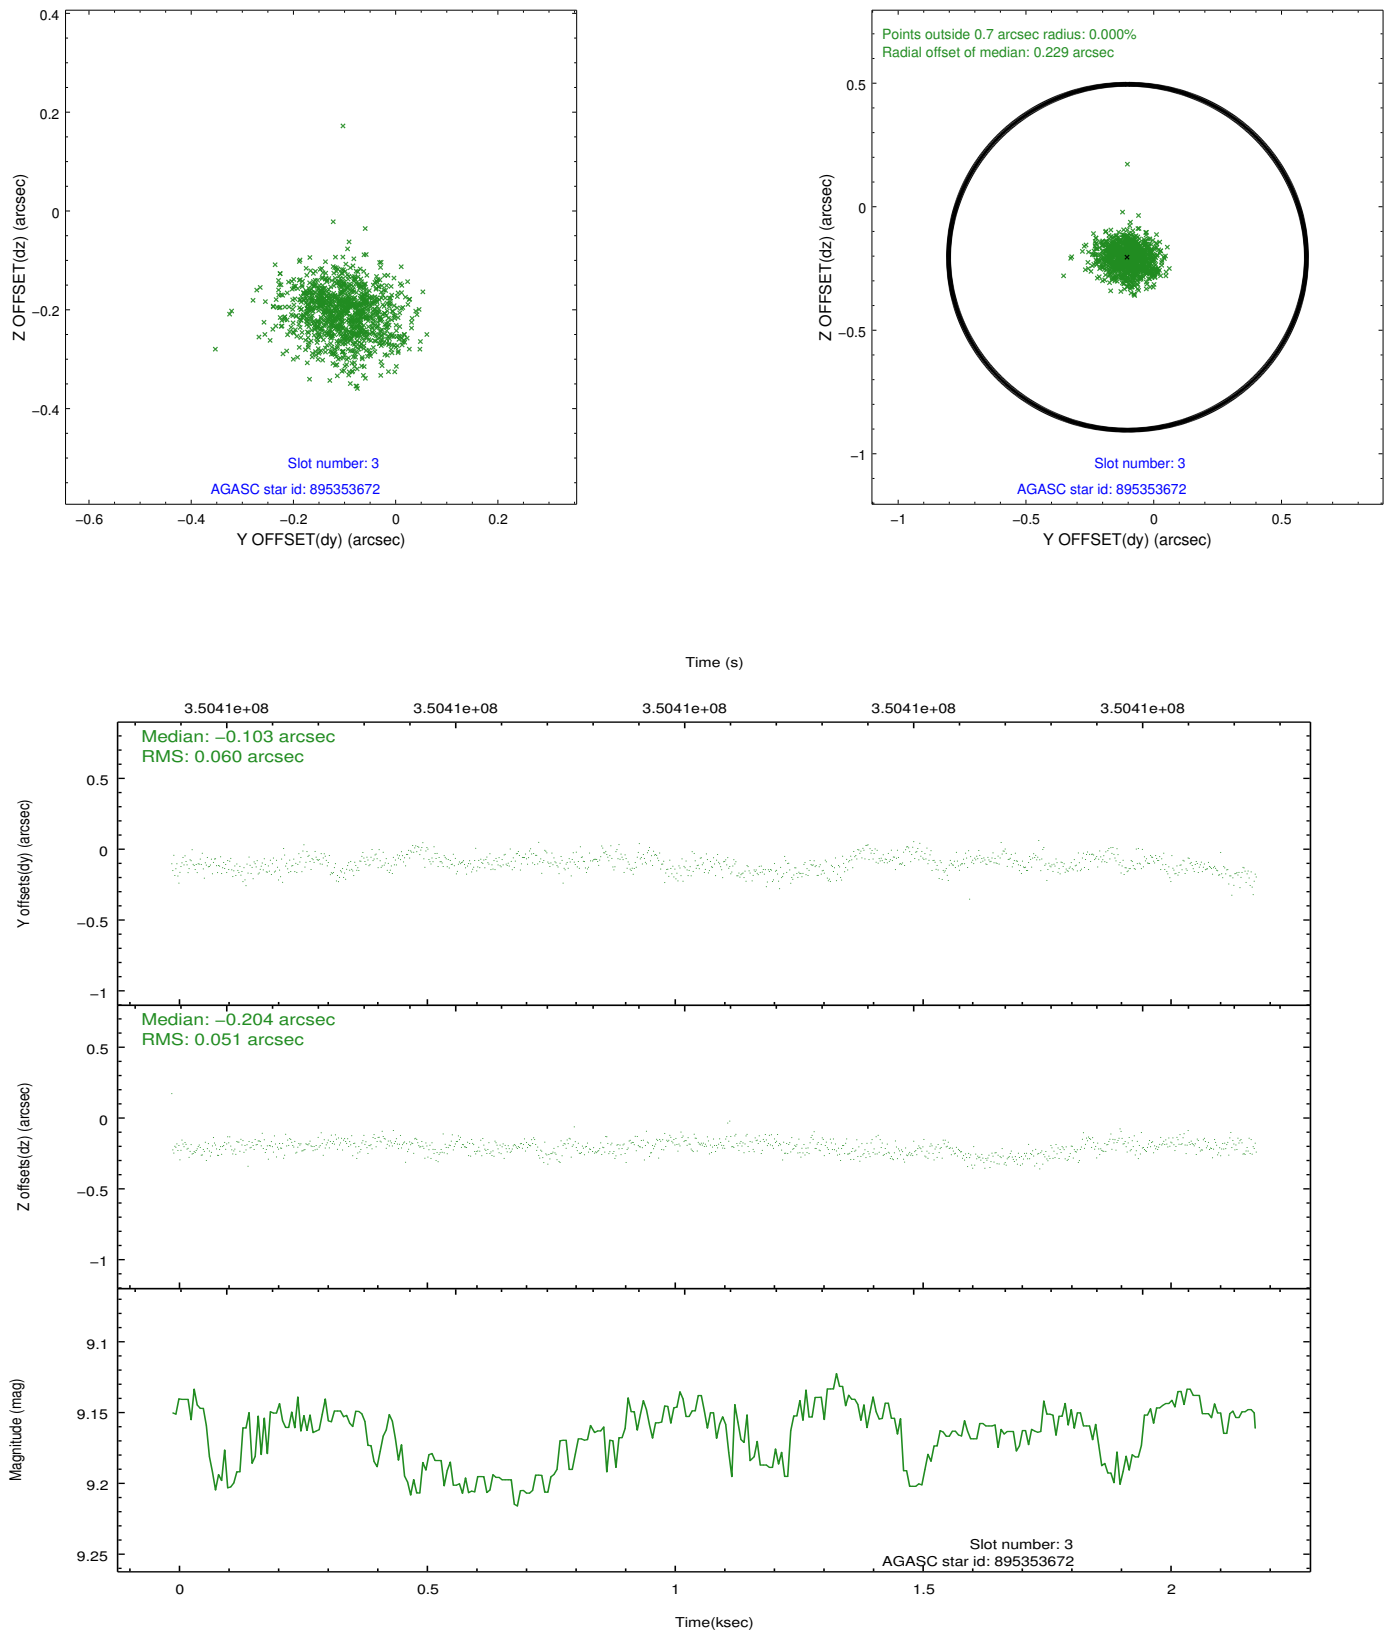 0.4
0.2
0
−0.2
−0.4
Z OFFSET(dz) (arcsec)
Slot number: 3
AGASC star id: 895353672
−0.6
−0.4
−0.2
0
0.2
Y OFFSET(dy) (arcsec)
Points outside 0.7 arcsec radius: 0.000%
Radial offset of median: 0.229 arcsec
0.5
0
−0.5
−1
Z OFFSET(dz) (arcsec)
Slot number: 3
AGASC star id: 895353672
−1
−0.5
0
0.5
Y OFFSET(dy) (arcsec)
Time (s)
3.5041e+08
3.5041e+08
3.5041e+08
3.5041e+08
3.5041e+08
Median: −0.103 arcsec
RMS: 0.060 arcsec
0.5
0
−0.5
−1
Y offsets(dy) (arcsec)
Median: −0.204 arcsec
RMS: 0.051 arcsec
0.5
0
−0.5
−1
Z offsets(dz) (arcsec)
9.1
9.15
9.2
9.25
Magnitude (mag)
Slot number: 3
AGASC star id: 895353672
0
0.5
1
1.5
2
Time(ksec)